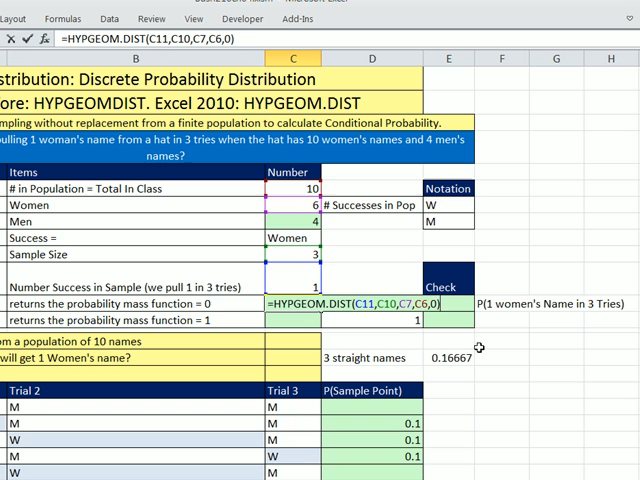 Layout Formulas Data Review View Developer Add-Ins
=HYPGEOM.DIST(C11,C10,C7,C6,0)
B C D E F G H
stribution: Discrete Probability Distribution
ore: HYPGEOMDIST. Excel 2010: HYPGEOM.DIST
mpling without replacement from a finite population to calculate Conditional Probability.
pulling 1 woman's name from a hat in 3 tries when the hat has 10 women's names and 4 men's
names?
Items Number
# in Population = Total In Class 10 Notation
Women 6 # Successes in Pop W
Men 4 M
Success = Women
Sample Size 3
Number Success in Sample (we pull 1 in 3 tries) 1 Check
returns the probability mass function = 0 =HYPGEOM.DIST(C11,C10,C7,C6,0) P(1 women's Name in 3 Tries)
returns the probability mass function = 1 1
om a population of 10 names
will get 1 Women's name? 3 straight names 0.16667
Trial 2 Trial 3 P(Sample Point)
M M
M M 0.1
W M 0.1
M W 0.1
M M
W M